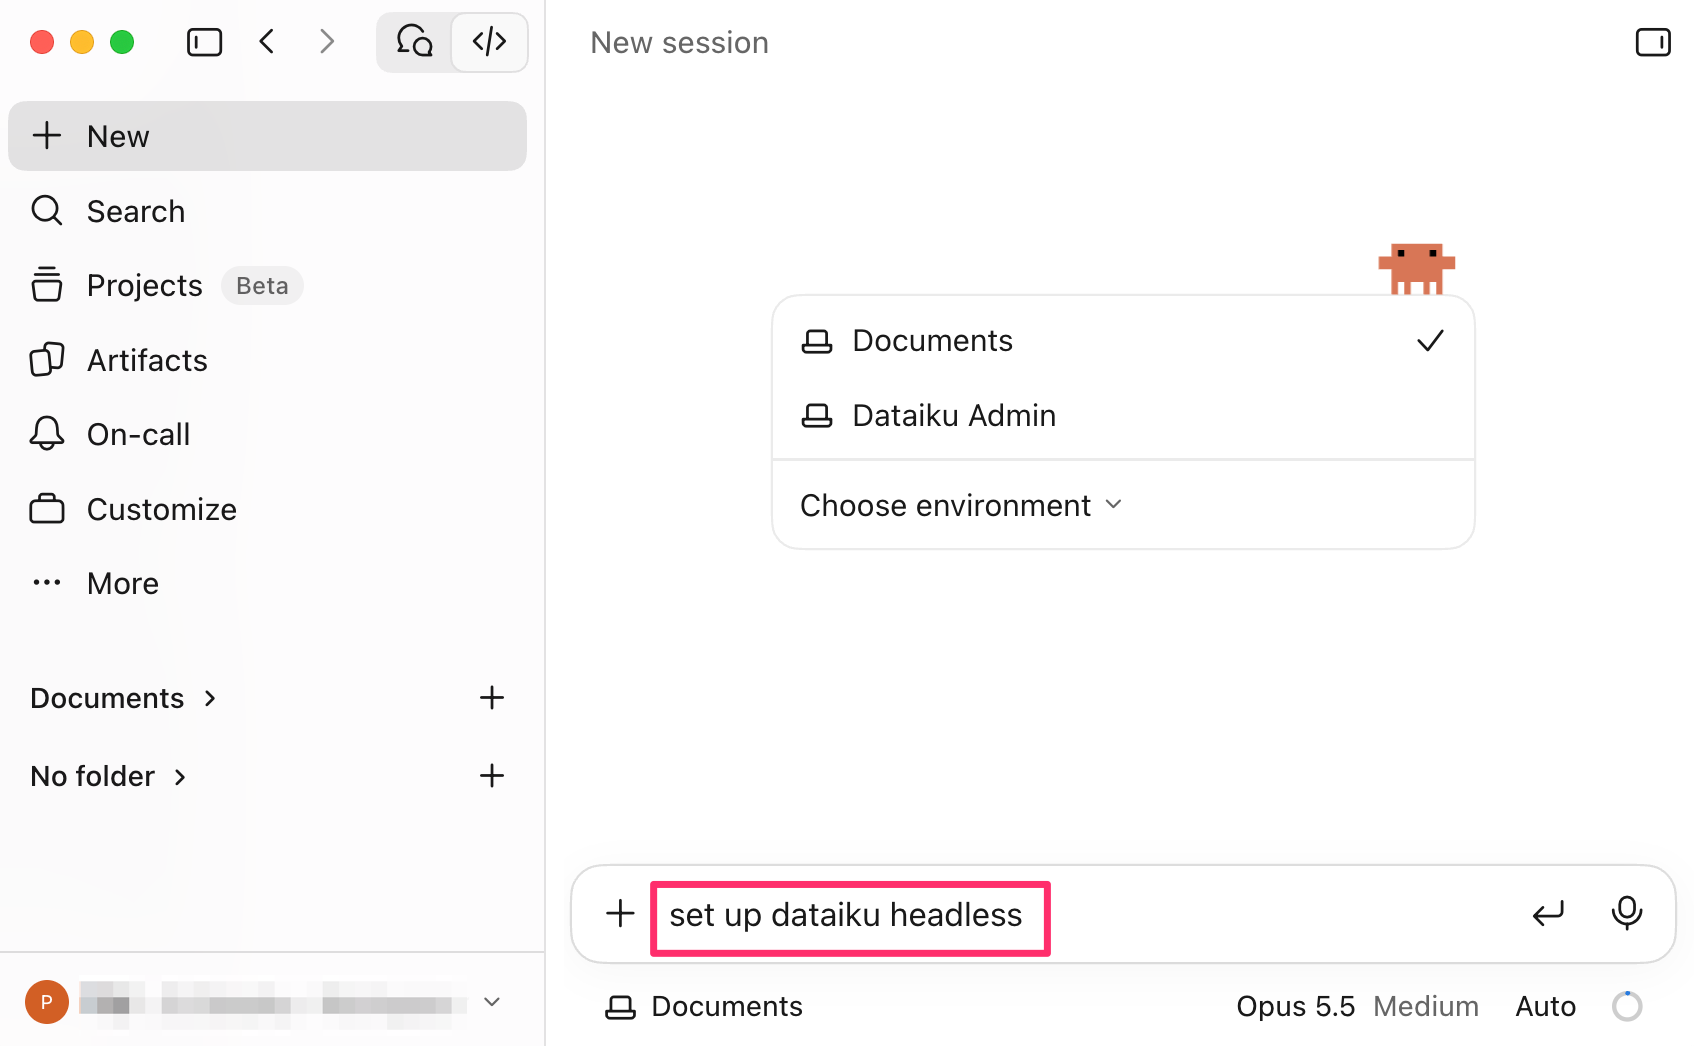 New session
New
Search
Projects Beta
Artifacts
On-call
Customize
More
Documents
No folder
P
Documents
Dataiku Admin
Choose environment
set up dataiku headless
Documents
Opus 5.5 Medium Auto